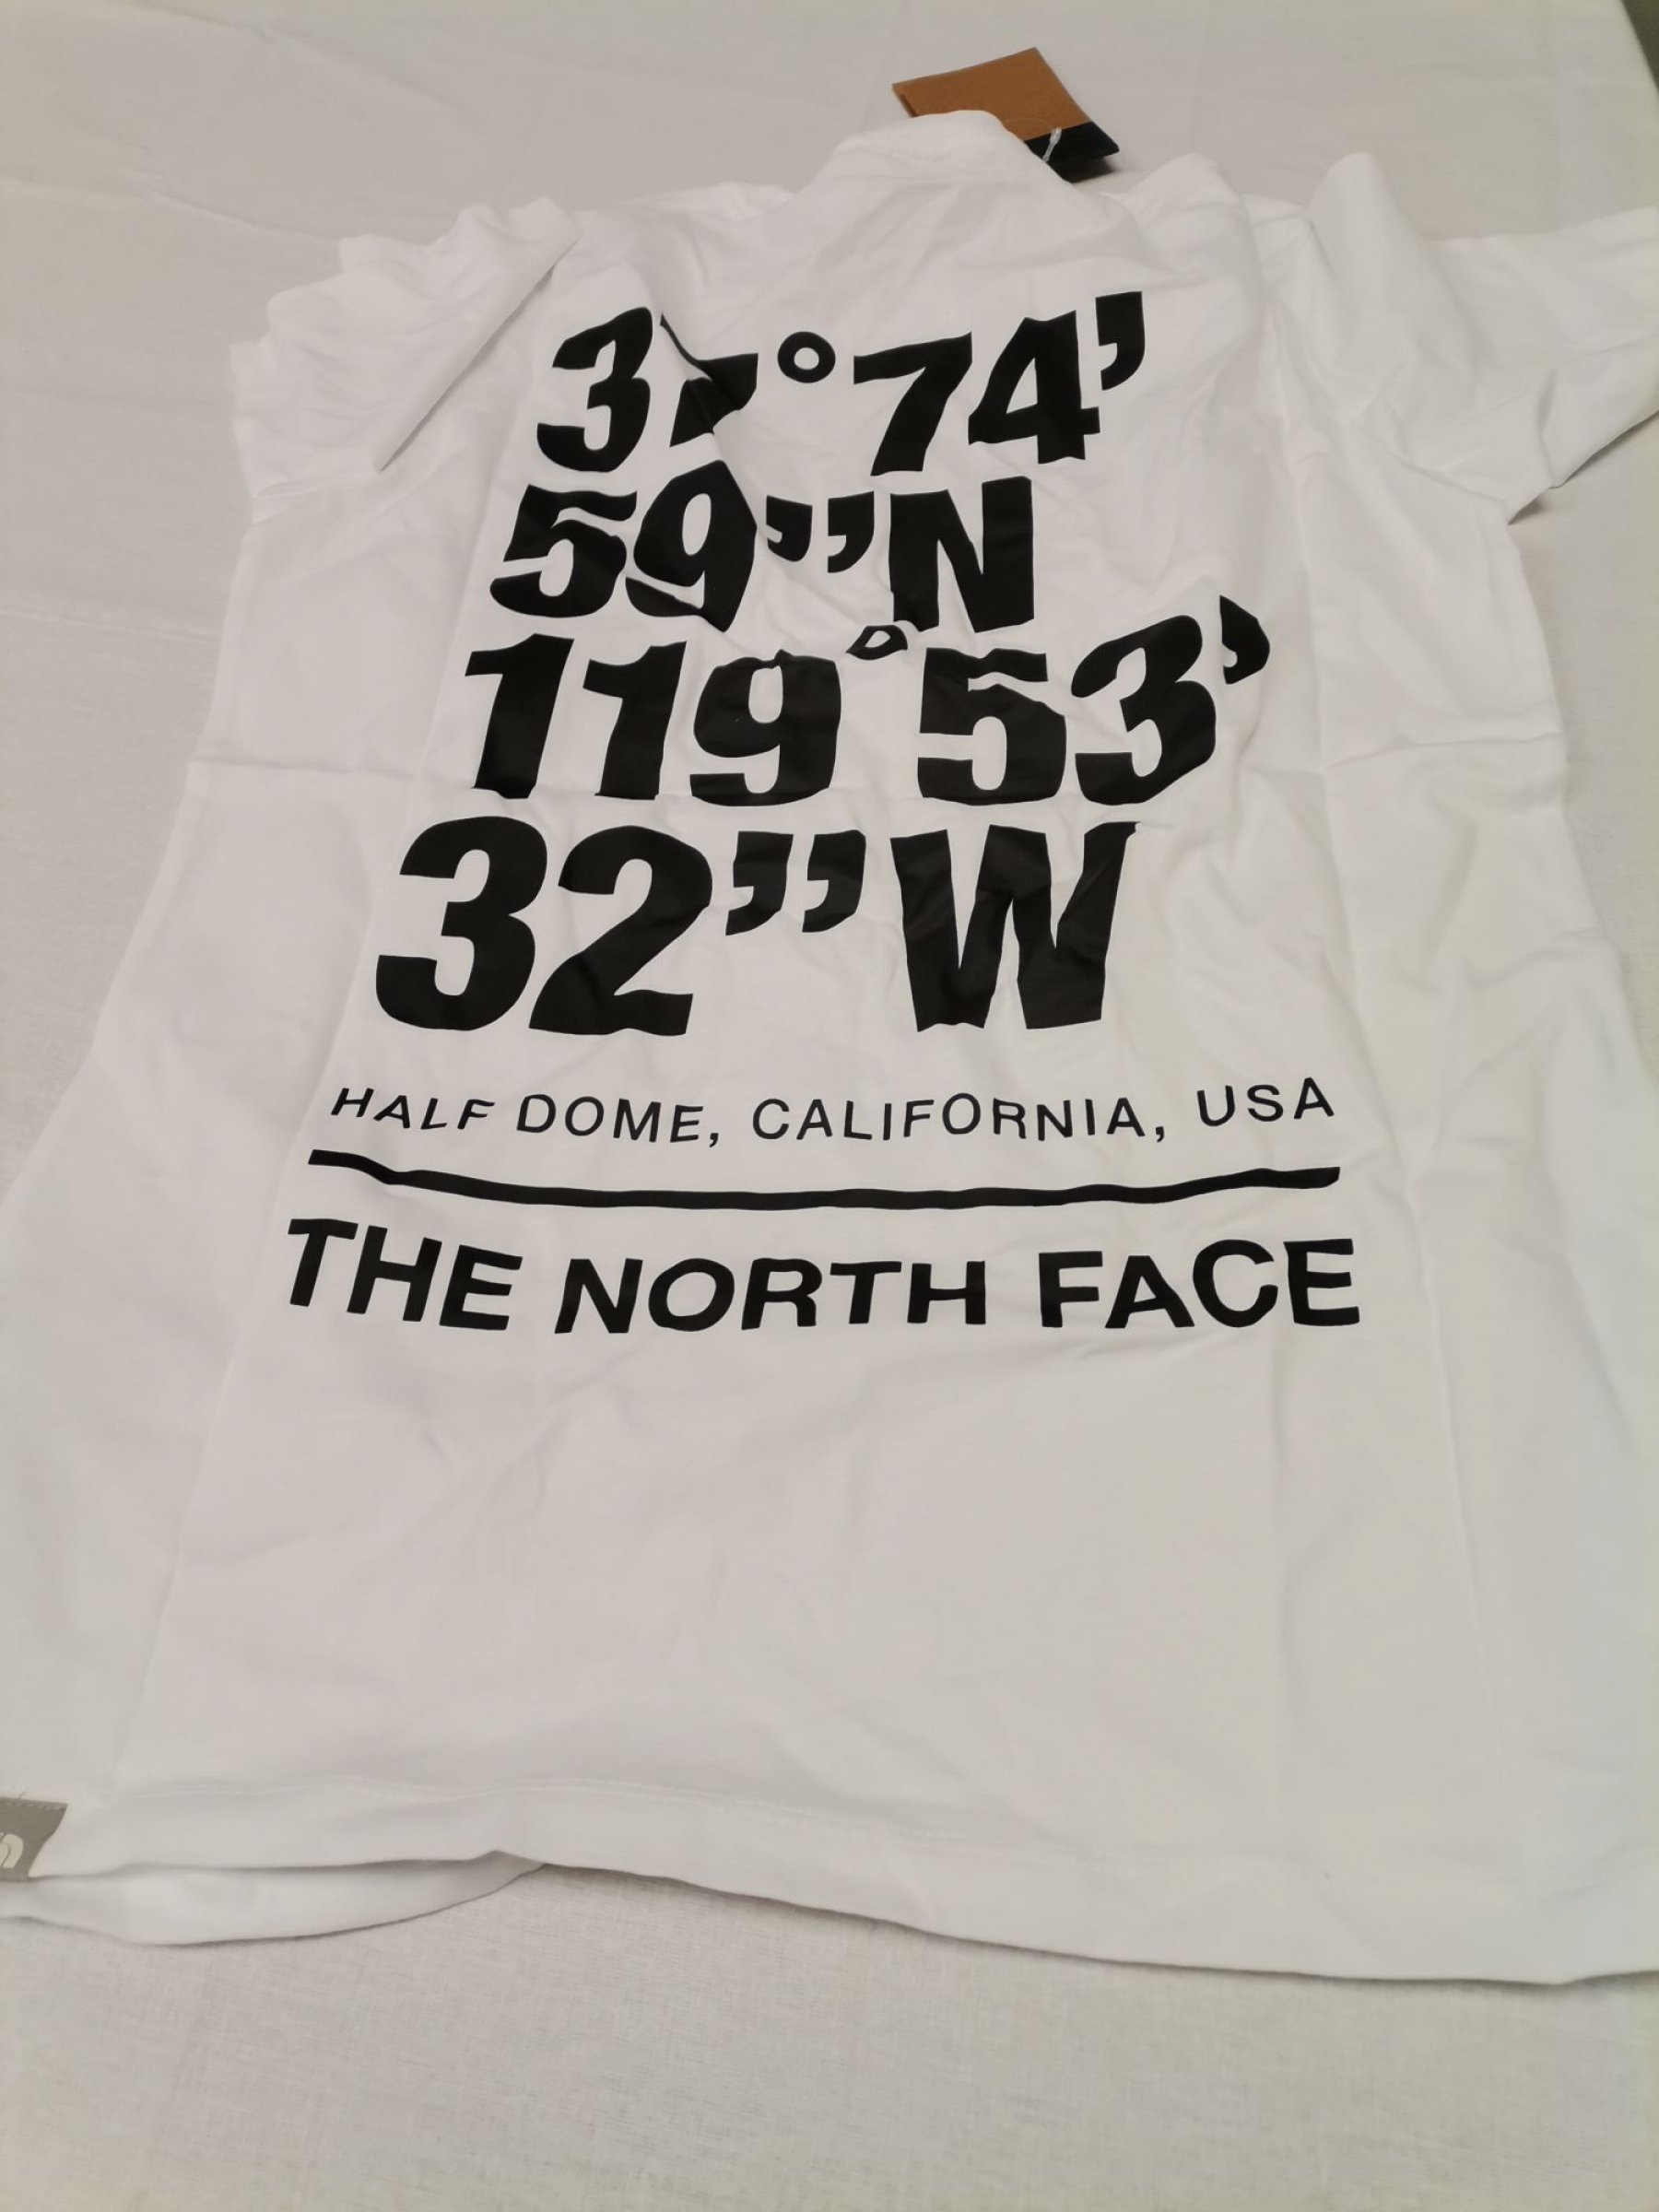 37°74’
59’’N
119°53’
32’’W
HALF DOME, CALIFORNIA, USA
THE NORTH FACE